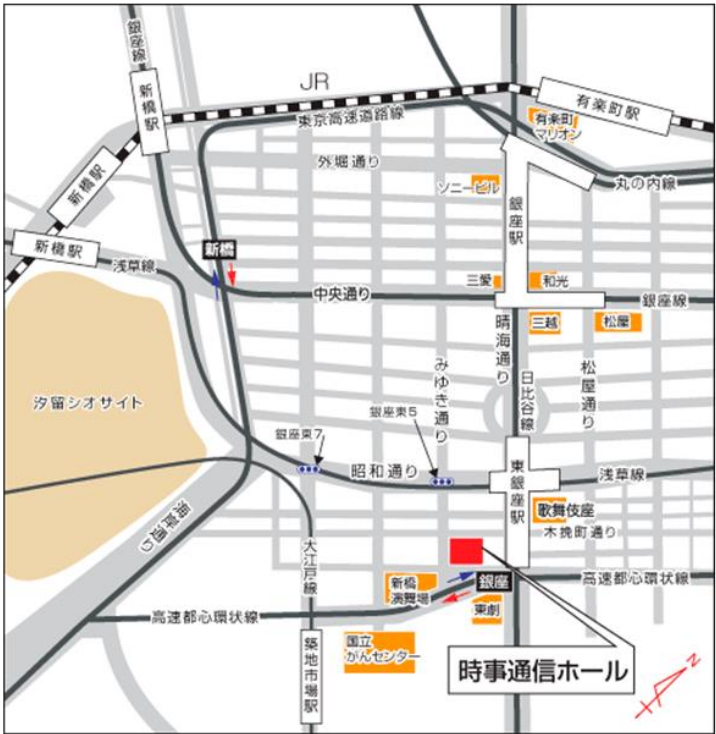 銀座線
新橋駅
JR
有楽町駅
東京高速道路線
有楽町
マリオン
外堀通り
ソニービル
丸の内線
新橋駅
銀座駅
新橋駅
新橋
浅草線
三愛
和光
中央通り
銀座線
三越
松屋
晴海通り
みゆき通り
日比谷線
松屋通り
汐留シオサイト
銀座東7
銀座東5
昭和通り
東銀座駅
浅草線
歌舞伎座
木挽町通り
海岸通り
大江戸線
新橋
演舞場
銀座
高速都心環状線
東劇
高速都心環状線
国立
がんセンター
築地市場駅
時事通信ホール
N